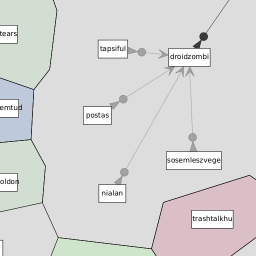 tears
tapsiful
droidzombi
emtud
postas
sosemleszvege
oldon
nialan
trashtalkhu